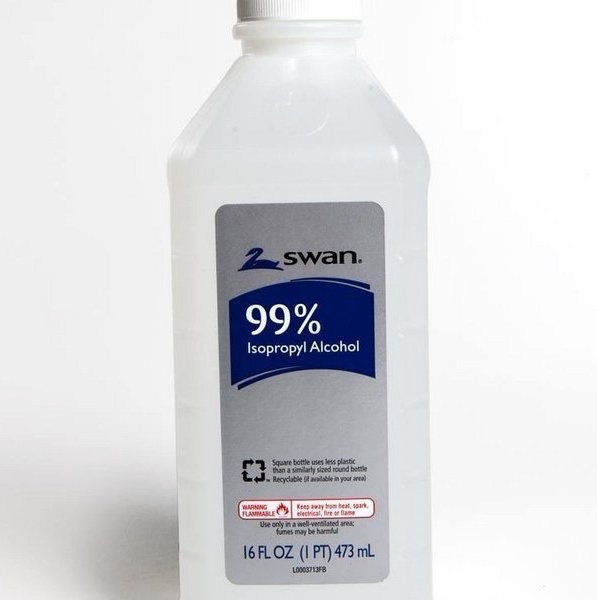 swan®
99%
Isopropyl Alcohol
Square bottle uses less plastic
than a similarly sized round bottle
Recyclable (if available in your area)
WARNING
FLAMMABLE
Keep away from heat, spark,
electrical, fire or flame
Use only in a well-ventilated area;
fumes may be harmful
16 FL OZ (1 PT) 473 mL
L0003713FB